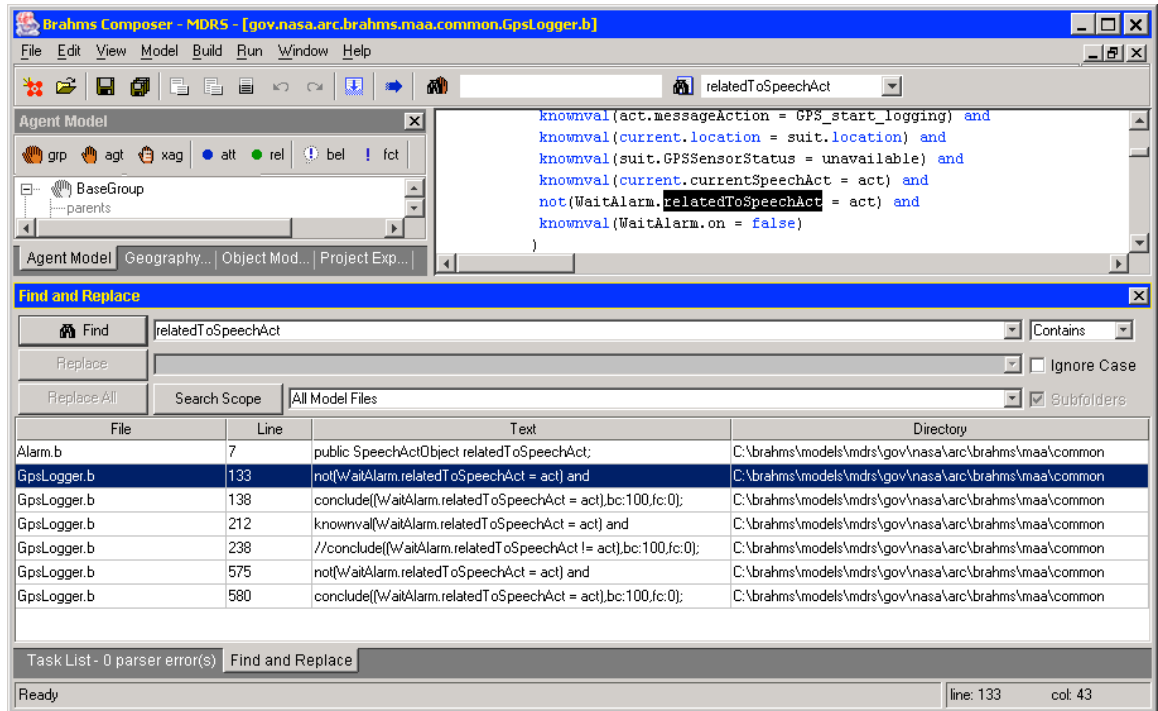 Brahms Composer - MDRS - [gov.nasa.arc.brahms.maa.common.GpsLogger.b]
File Edit View Model Build Run Window Help
relatedToSpeechAct
Agent Model
grp agt xag att rel bel ! fct
BaseGroup
parents
Agent Model Geography... Object Mod... Project Exp...
knownval(act.messageAction = GPS_start_logging) and
knownval(current.location = suit.location) and
knownval(suit.GPSSensorStatus = unavailable) and
knownval(current.currentSpeechAct = act) and
not(WaitAlarm.relatedToSpeechAct = act) and
knownval(WaitAlarm.on = false)
)
Find and Replace
Find relatedToSpeechAct Contains
Replace Ignore Case
Replace All Search Scope All Model Files Subfolders
File Line Text Directory
Alarm.b 7 public SpeechActObject relatedToSpeechAct; C:\brahms\models\mdrs\gov\nasa\arc\brahms\maa\common
GpsLogger.b 133 not(WaitAlarm.relatedToSpeechAct = act) and C:\brahms\models\mdrs\gov\nasa\arc\brahms\maa\common
GpsLogger.b 138 conclude((WaitAlarm.relatedToSpeechAct = act),bc:100,fc:0); C:\brahms\models\mdrs\gov\nasa\arc\brahms\maa\common
GpsLogger.b 212 knownval(WaitAlarm.relatedToSpeechAct = act) and C:\brahms\models\mdrs\gov\nasa\arc\brahms\maa\common
GpsLogger.b 238 //conclude((WaitAlarm.relatedToSpeechAct != act),bc:100,fc:0); C:\brahms\models\mdrs\gov\nasa\arc\brahms\maa\common
GpsLogger.b 575 not(WaitAlarm.relatedToSpeechAct = act) and C:\brahms\models\mdrs\gov\nasa\arc\brahms\maa\common
GpsLogger.b 580 conclude((WaitAlarm.relatedToSpeechAct = act),bc:100,fc:0); C:\brahms\models\mdrs\gov\nasa\arc\brahms\maa\common
Task List - 0 parser error(s) Find and Replace
Ready line: 133 col: 43